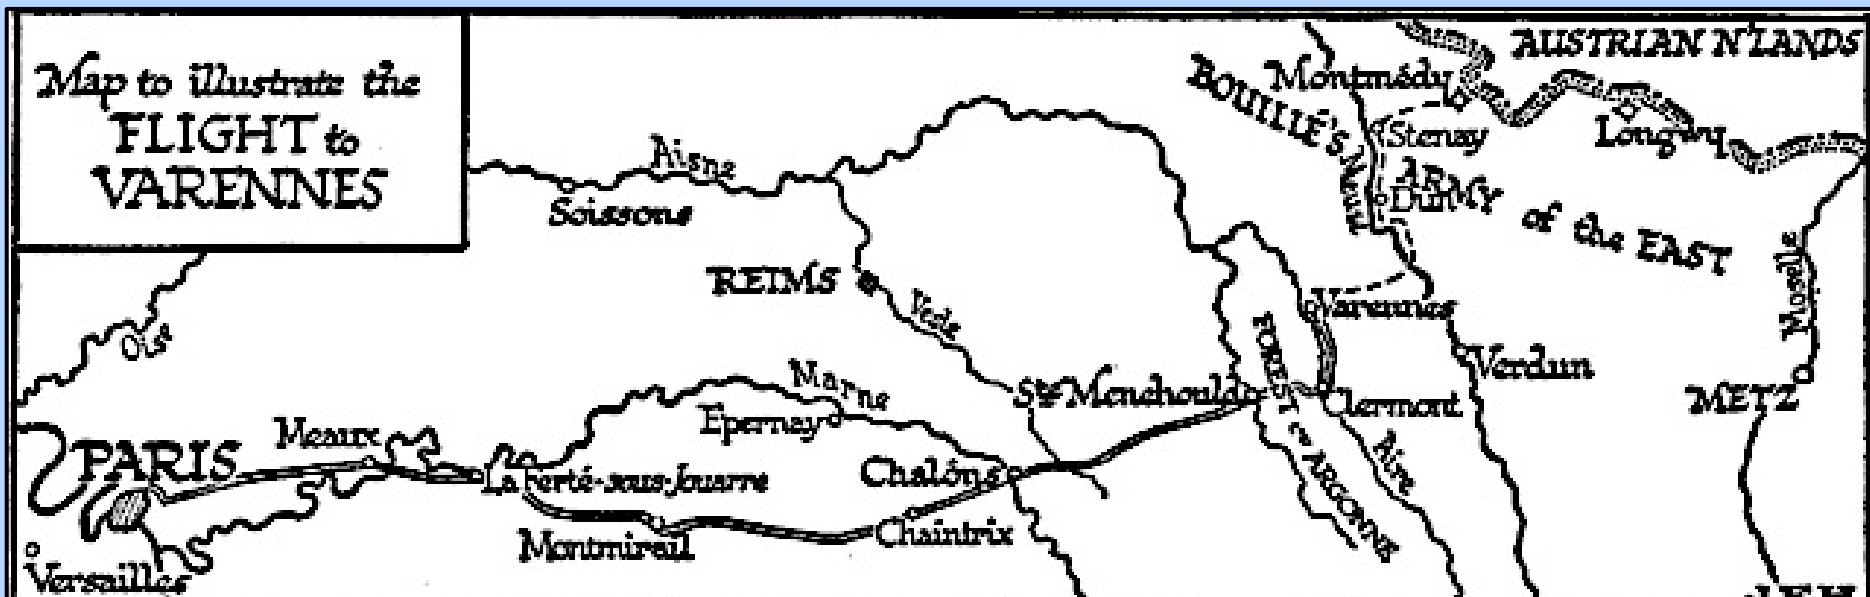 Map to illustrate the
FLIGHT to
VARENNES
AUSTRIAN N'LANDS
Montmédy
BOUILLÉ'S
ARMY of the EAST
Stenay
Longwy
Dun
Aisne
Soissons
REIMS
Vesle
Oise
Varennes
Moselle
Verdun
METZ
Marne
Epernay
Ste Menehould
FOREST of ARGONNE
Clermont
Aire
Meaux
PARIS
La Ferté-sous-Jouarre
Chalôns
Montmirail
Chaintrix
Versailles